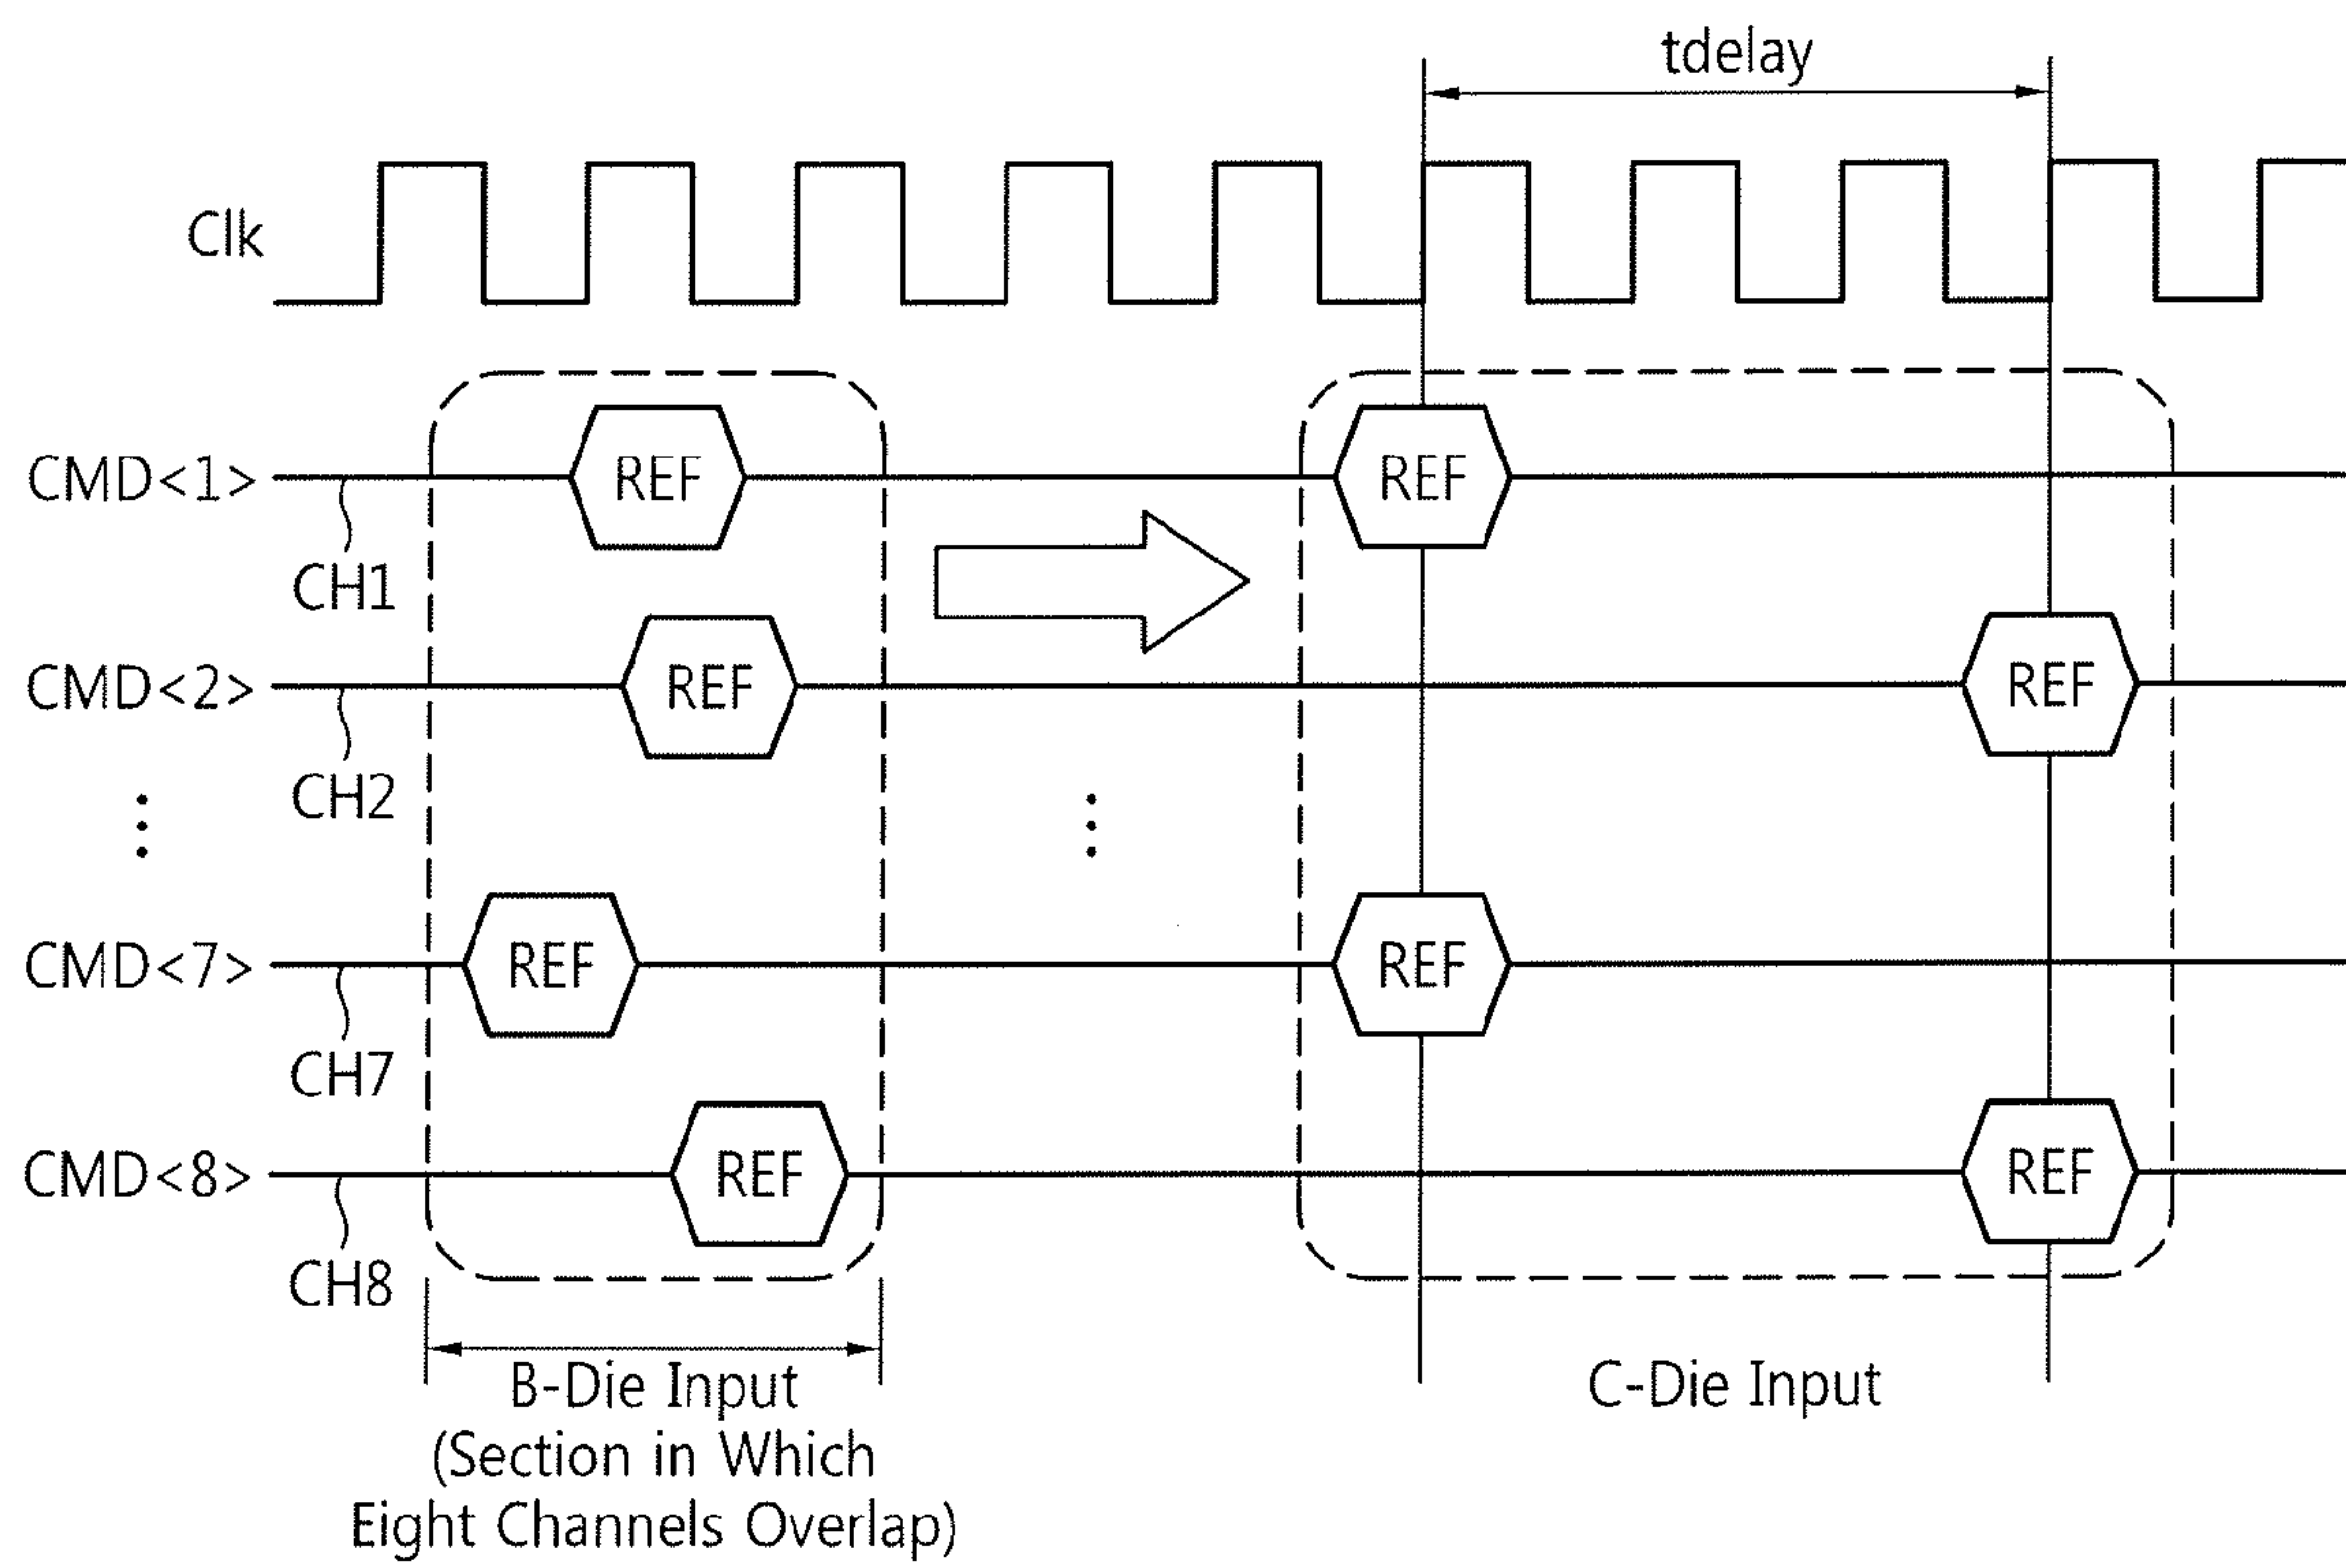 tdelay
Clk
CMD<1>
REF
REF
CH1
CMD<2>
REF
REF
CH2
CMD<7>
REF
REF
CH7
CMD<8>
REF
REF
CH8
B-Die Input
(Section in Which
Eight Channels Overlap)
C-Die Input